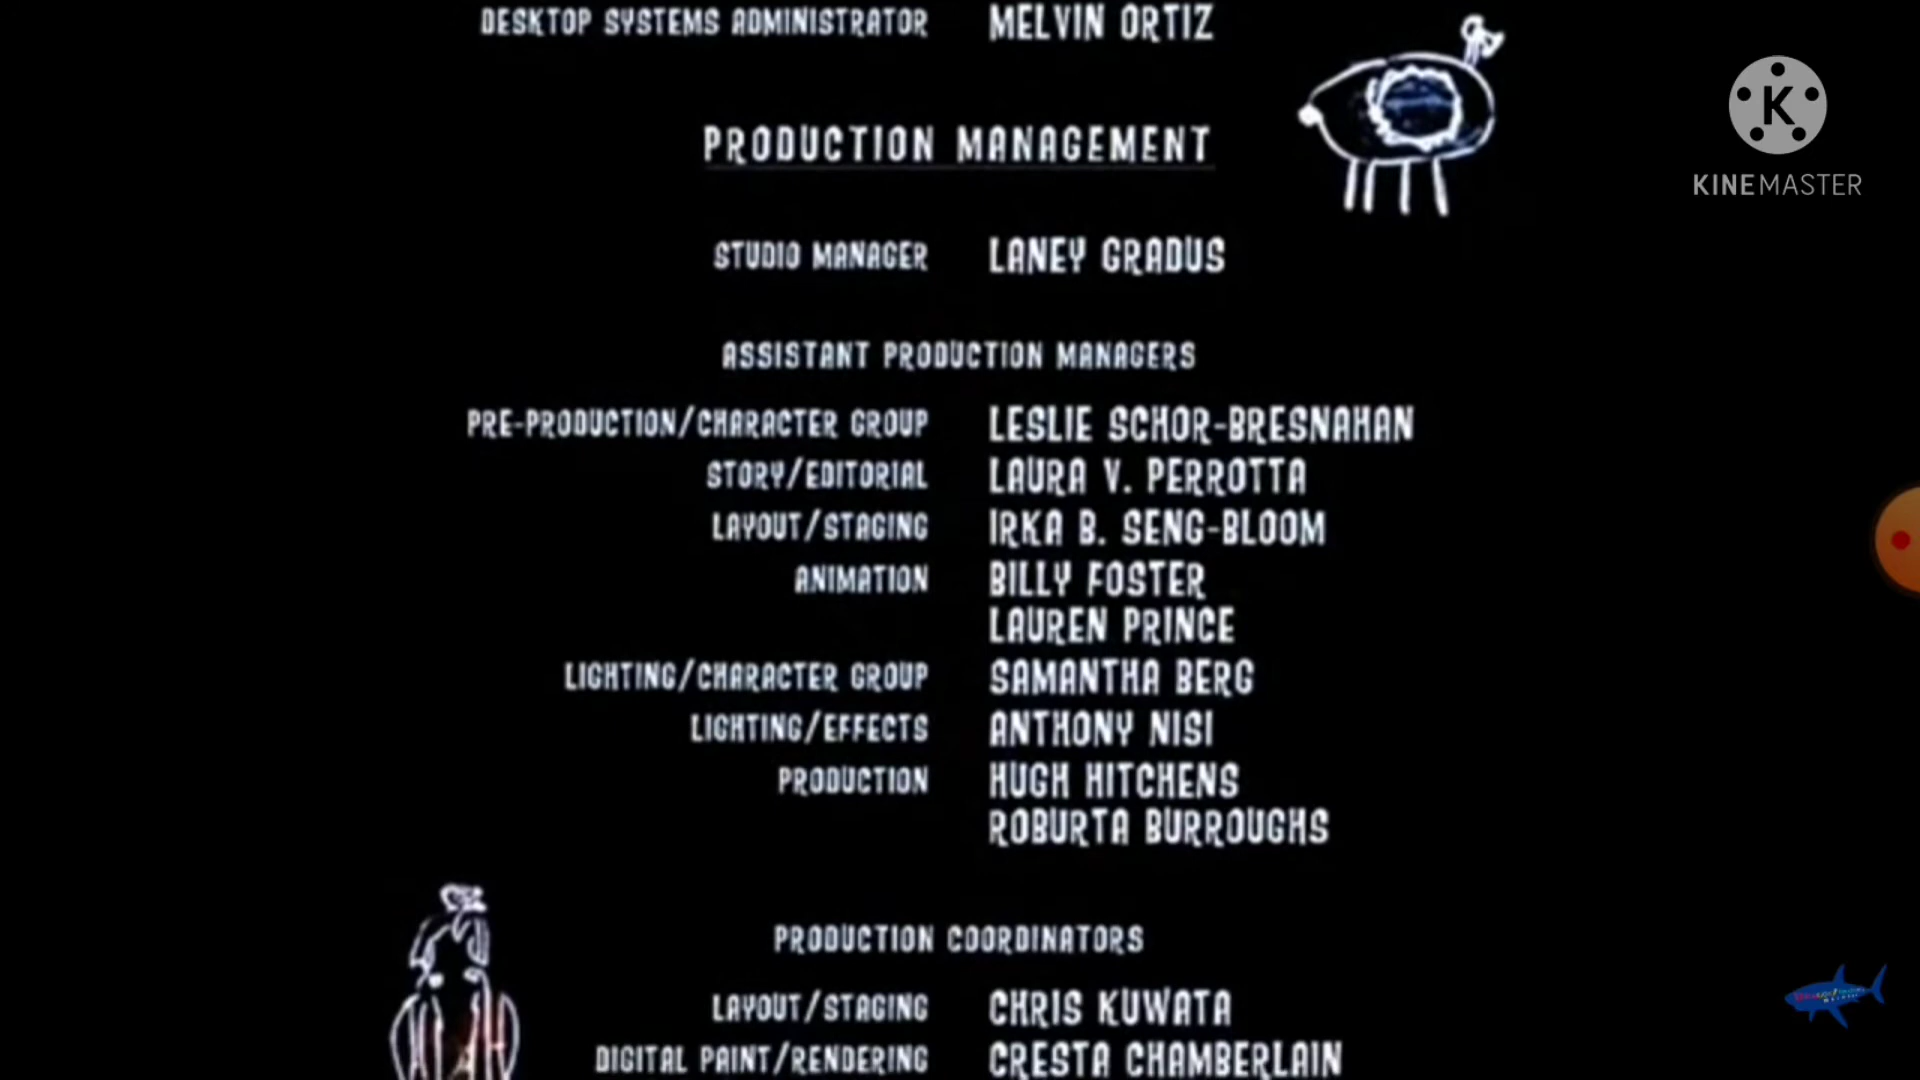 DESKTOP SYSTEMS ADMINISTRATOR MELVIN ORTIZ
PRODUCTION MANAGEMENT
STUDIO MANAGER LANEY GRADUS
ASSISTANT PRODUCTION MANAGERS
PRE-PRODUCTION/CHARACTER GROUP LESLIE SCHOR-BRESNAHAN
STORY/EDITORIAL LAURA V. PERROTTA
LAYOUT/STAGING IRKA B. SENG-BLOOM
ANIMATION BILLY FOSTER
LAUREN PRINCE
LIGHTING/CHARACTER GROUP SAMANTHA BERG
LIGHTING/EFFECTS ANTHONY NISI
PRODUCTION HUGH HITCHENS
ROBURTA BURROUGHS
PRODUCTION COORDINATORS
LAYOUT/STAGING CHRIS KUWATA
DIGITAL PAINT/RENDERING CRESTA CHAMBERLAIN
K
KINEMASTER